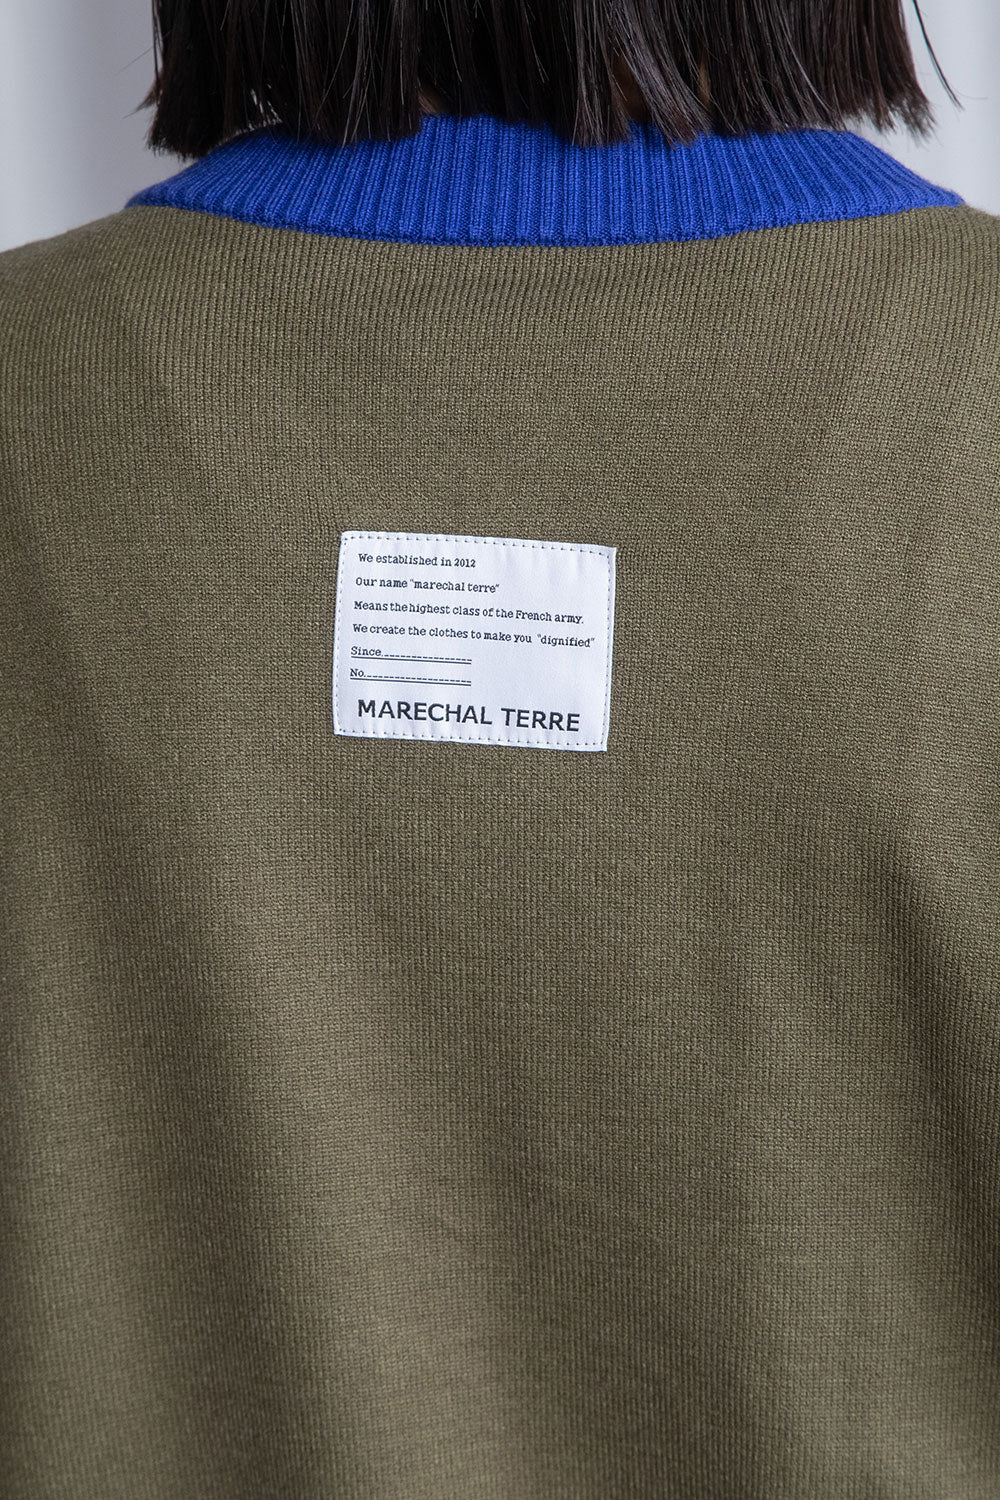 We established in 2012
Our name "marechal terre"
Means the highest class of the French army.
We create the clothes to make you "dignified"
Since
No
MARECHAL TERRE